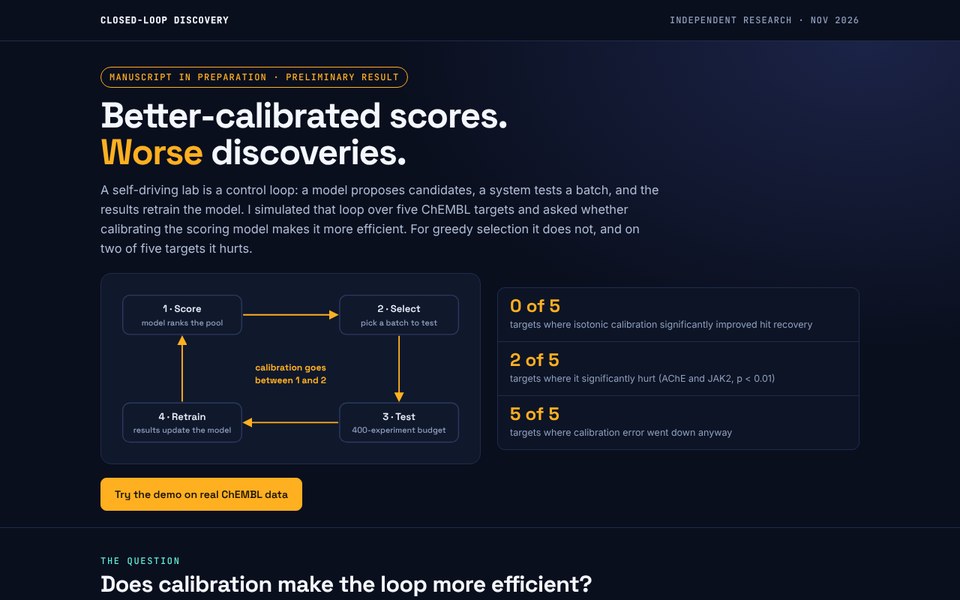 CLOSED-LOOP DISCOVERY
INDEPENDENT RESEARCH · NOV 2026
MANUSCRIPT IN PREPARATION · PRELIMINARY RESULT
Better-calibrated scores.
Worse discoveries.
A self-driving lab is a control loop: a model proposes candidates, a system tests a batch, and the
results retrain the model. I simulated that loop over five ChEMBL targets and asked whether
calibrating the scoring model makes it more efficient. For greedy selection it does not, and on
two of five targets it hurts.
1 · Score
model ranks the pool
2 · Select
pick a batch to test
calibration goes
between 1 and 2
4 · Retrain
results update the model
3 · Test
400-experiment budget
0 of 5
targets where isotonic calibration significantly improved hit recovery
2 of 5
targets where it significantly hurt (AChE and JAK2, p < 0.01)
5 of 5
targets where calibration error went down anyway
Try the demo on real ChEMBL data
THE QUESTION
Does calibration make the loop more efficient?